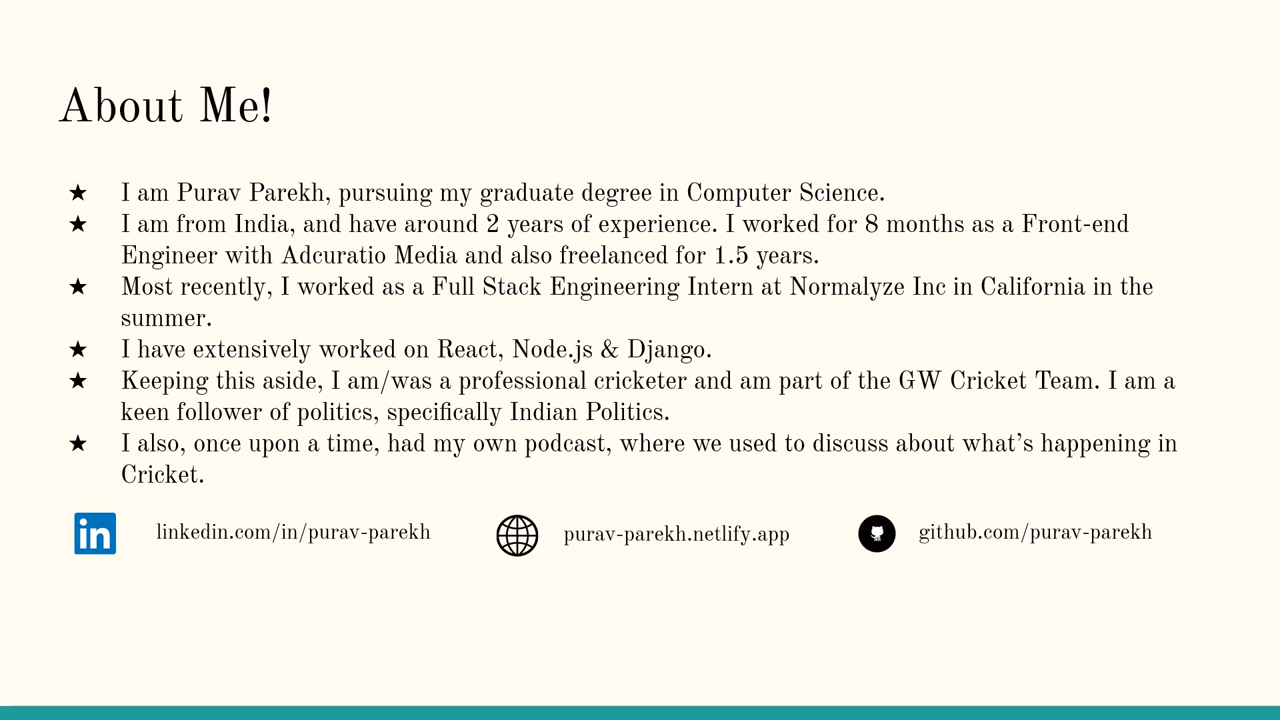 About Me!
★ I am Purav Parekh, pursuing my graduate degree in Computer Science.
★ I am from India, and have around 2 years of experience. I worked for 8 months as a Front-end
Engineer with Adcuratio Media and also freelanced for 1.5 years.
★ Most recently, I worked as a Full Stack Engineering Intern at Normalyze Inc in California in the
summer.
★ I have extensively worked on React, Node.js & Django.
★ Keeping this aside, I am/was a professional cricketer and am part of the GW Cricket Team. I am a
keen follower of politics, specifically Indian Politics.
★ I also, once upon a time, had my own podcast, where we used to discuss about what’s happening in
Cricket.
in linkedin.com/in/purav-parekh
purav-parekh.netlify.app
github.com/purav-parekh